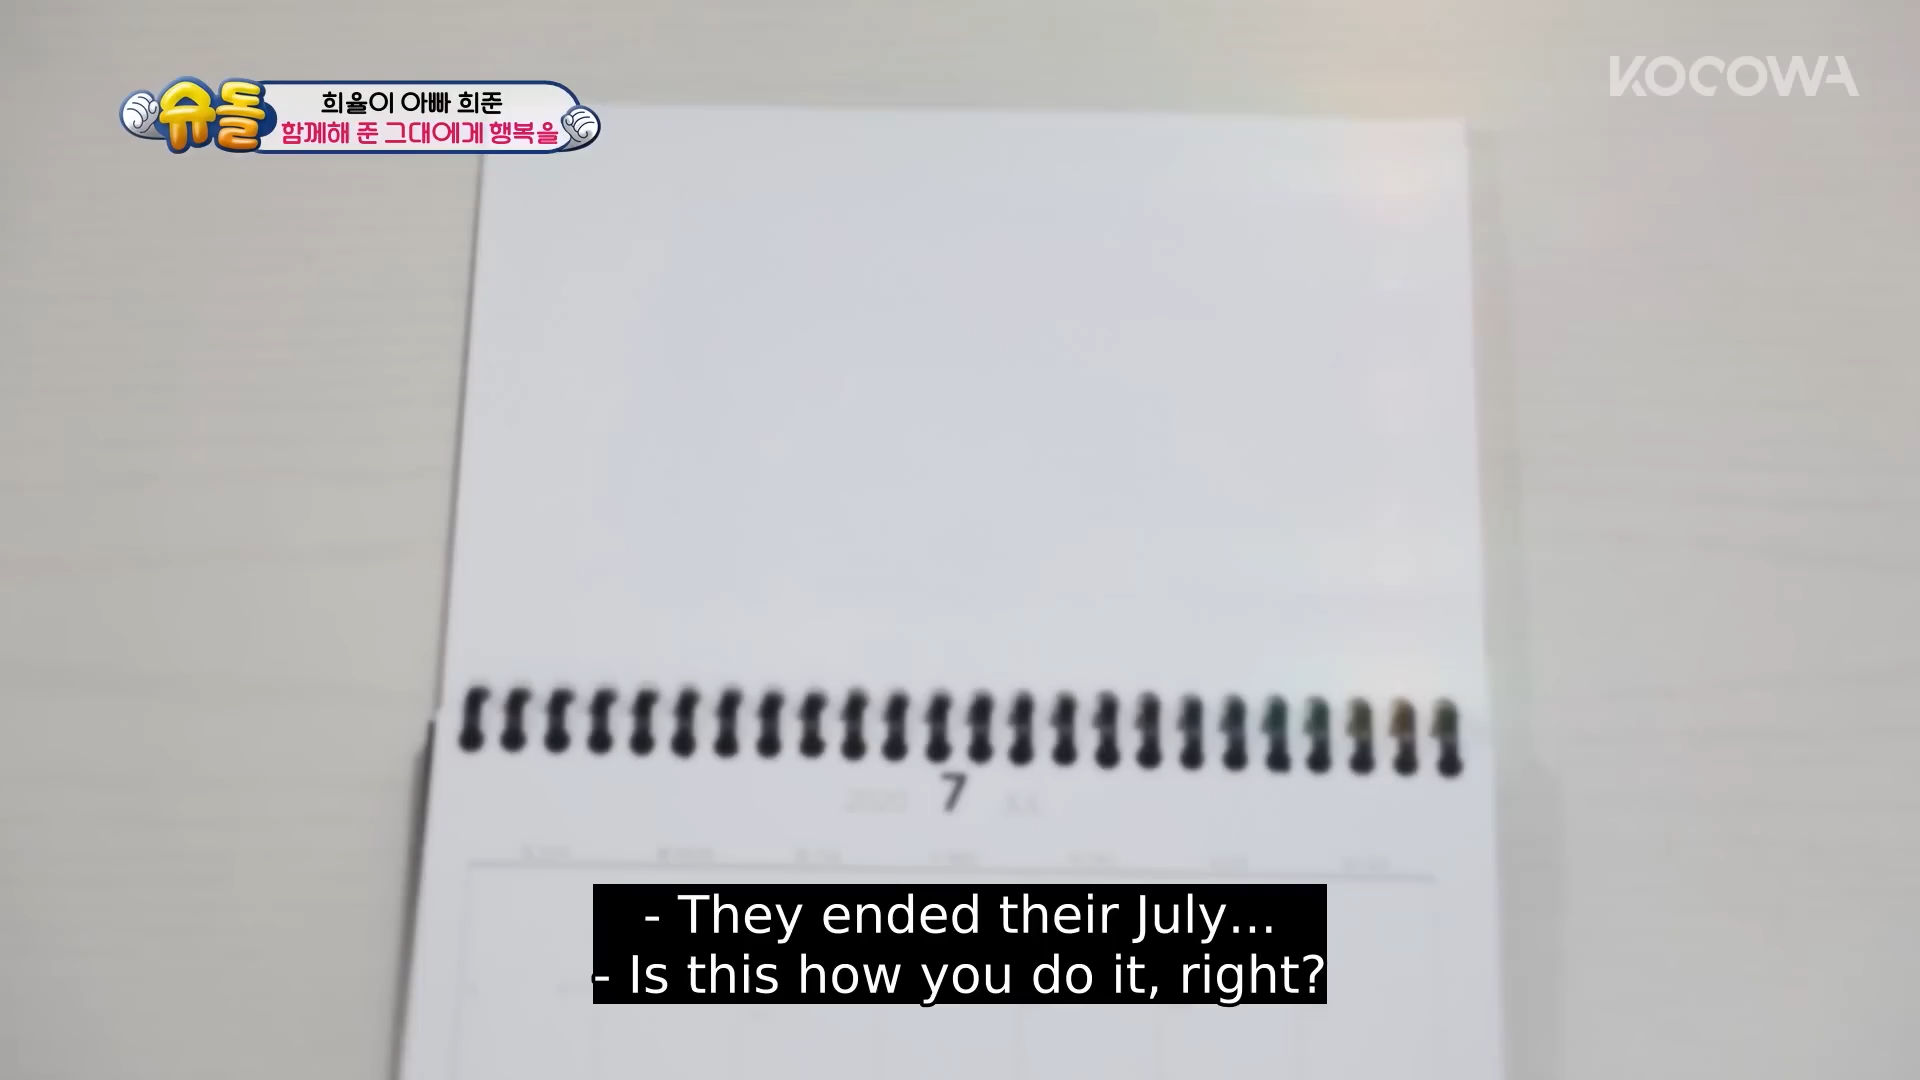 슈돌
희율이 아빠 희준
함께해 준 그대에게 행복을
KOCOWA
2020 7
- They ended their July...
- Is this how you do it, right?